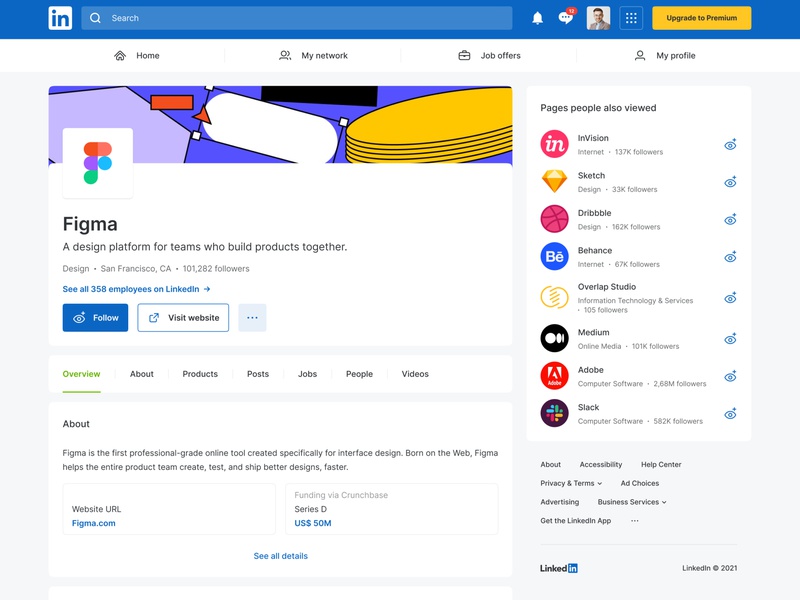 in
Search
12
Upgrade to Premium
Home
My network
Job offers
My profile
Figma
A design platform for teams who build products together.
Design • San Francisco, CA • 101,282 followers
See all 358 employees on LinkedIn →
Follow
Visit website
Overview
About
Products
Posts
Jobs
People
Videos
About
Figma is the first professional-grade online tool created specifically for interface design. Born on the Web, Figma
helps the entire product team create, test, and ship better designs, faster.
Website URL
Figma.com
Funding via Crunchbase
Series D
US$ 50M
See all details
Pages people also viewed
in
InVision
Internet • 137K followers
Sketch
Design • 33K followers
Dribbble
Design • 162K followers
Bē
Behance
Internet • 67K followers
Overlap Studio
Information Technology & Services
• 105 followers
Medium
Online Media • 101K followers
Adobe
Adobe
Computer Software • 2,68M followers
Slack
Computer Software • 582K followers
About
Accessibility
Help Center
Privacy & Terms
Ad Choices
Advertising
Business Services
Get the LinkedIn App
Linkedin
LinkedIn © 2021